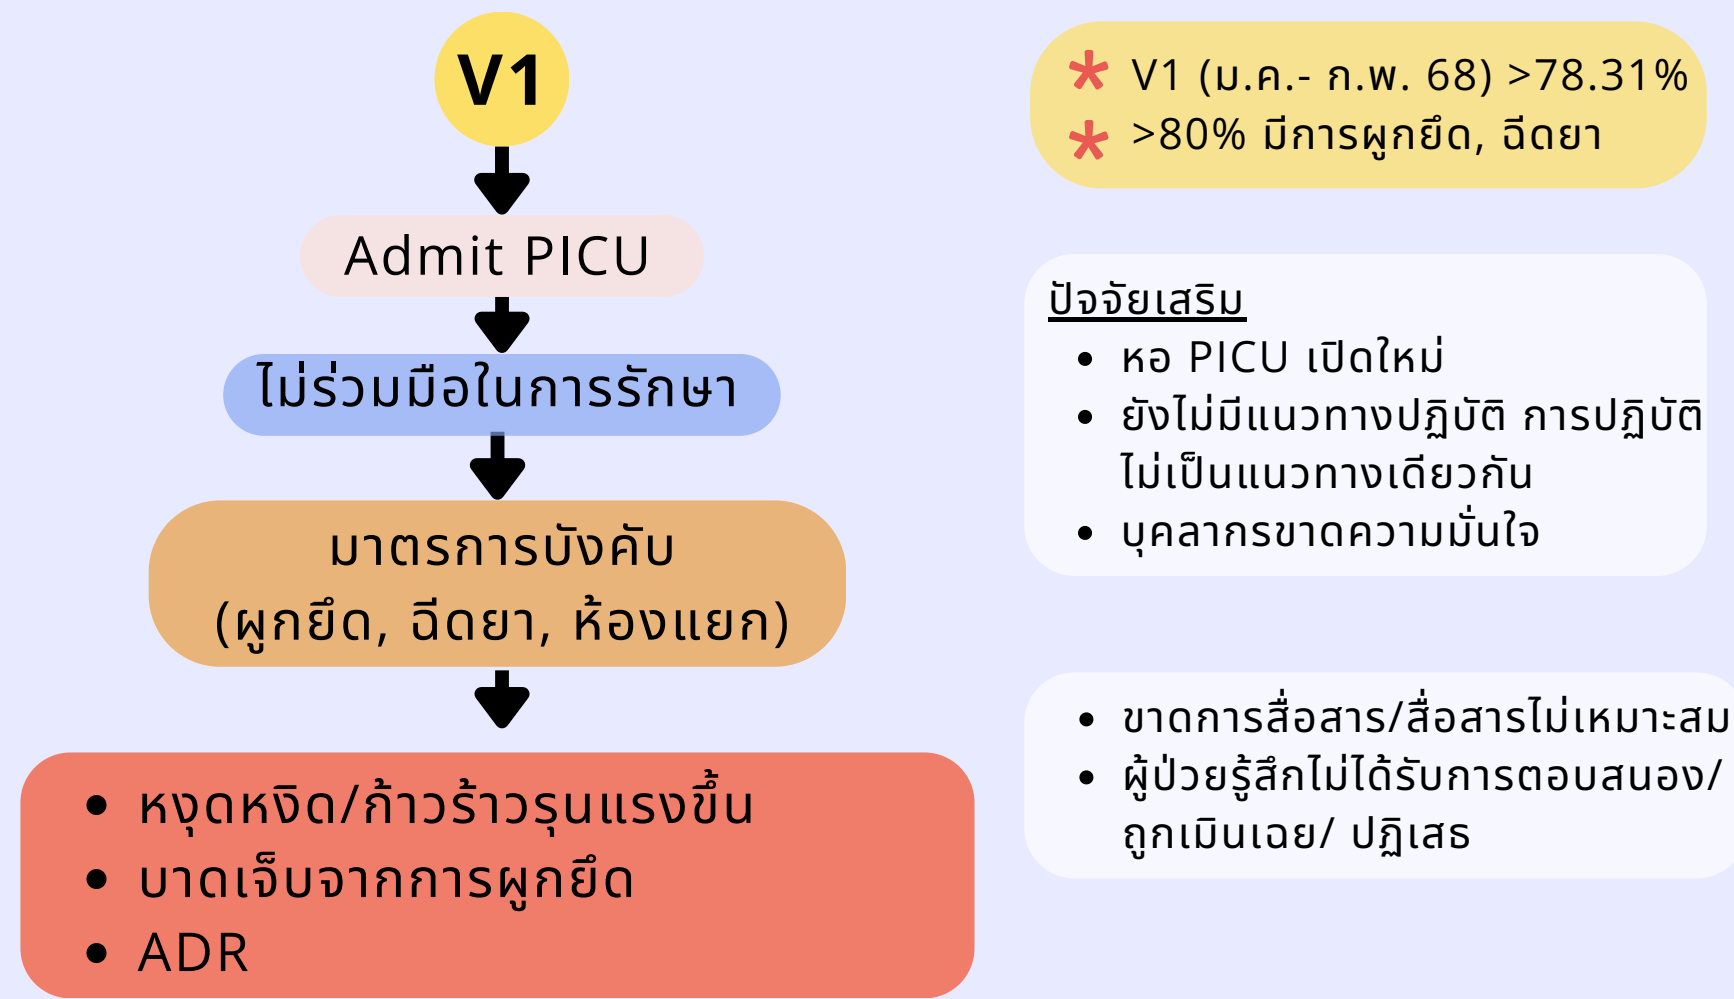 V1
Admit PICU
ไม่ร่วมมือในการรักษา
มาตรการบังคับ
(ผูกยึด, ฉีดยา, ห้องแยก)
• หงุดหงิด/ก้าวร้าวรุนแรงขึ้น
• บาดเจ็บจากการผูกยึด
• ADR
* V1 (ม.ค.- ก.พ. 68) >78.31%
* >80% มีการผูกยึด, ฉีดยา
ปัจจัยเสริม
• หอ PICU เปิดใหม่
• ยังไม่มีแนวทางปฏิบัติ การปฏิบัติ
ไม่เป็นแนวทางเดียวกัน
• บุคลากรขาดความมั่นใจ
• ขาดการสื่อสาร/สื่อสารไม่เหมาะสม
• ผู้ป่วยรู้สึกไม่ได้รับการตอบสนอง/
ถูกเมินเฉย/ ปฏิเสธ